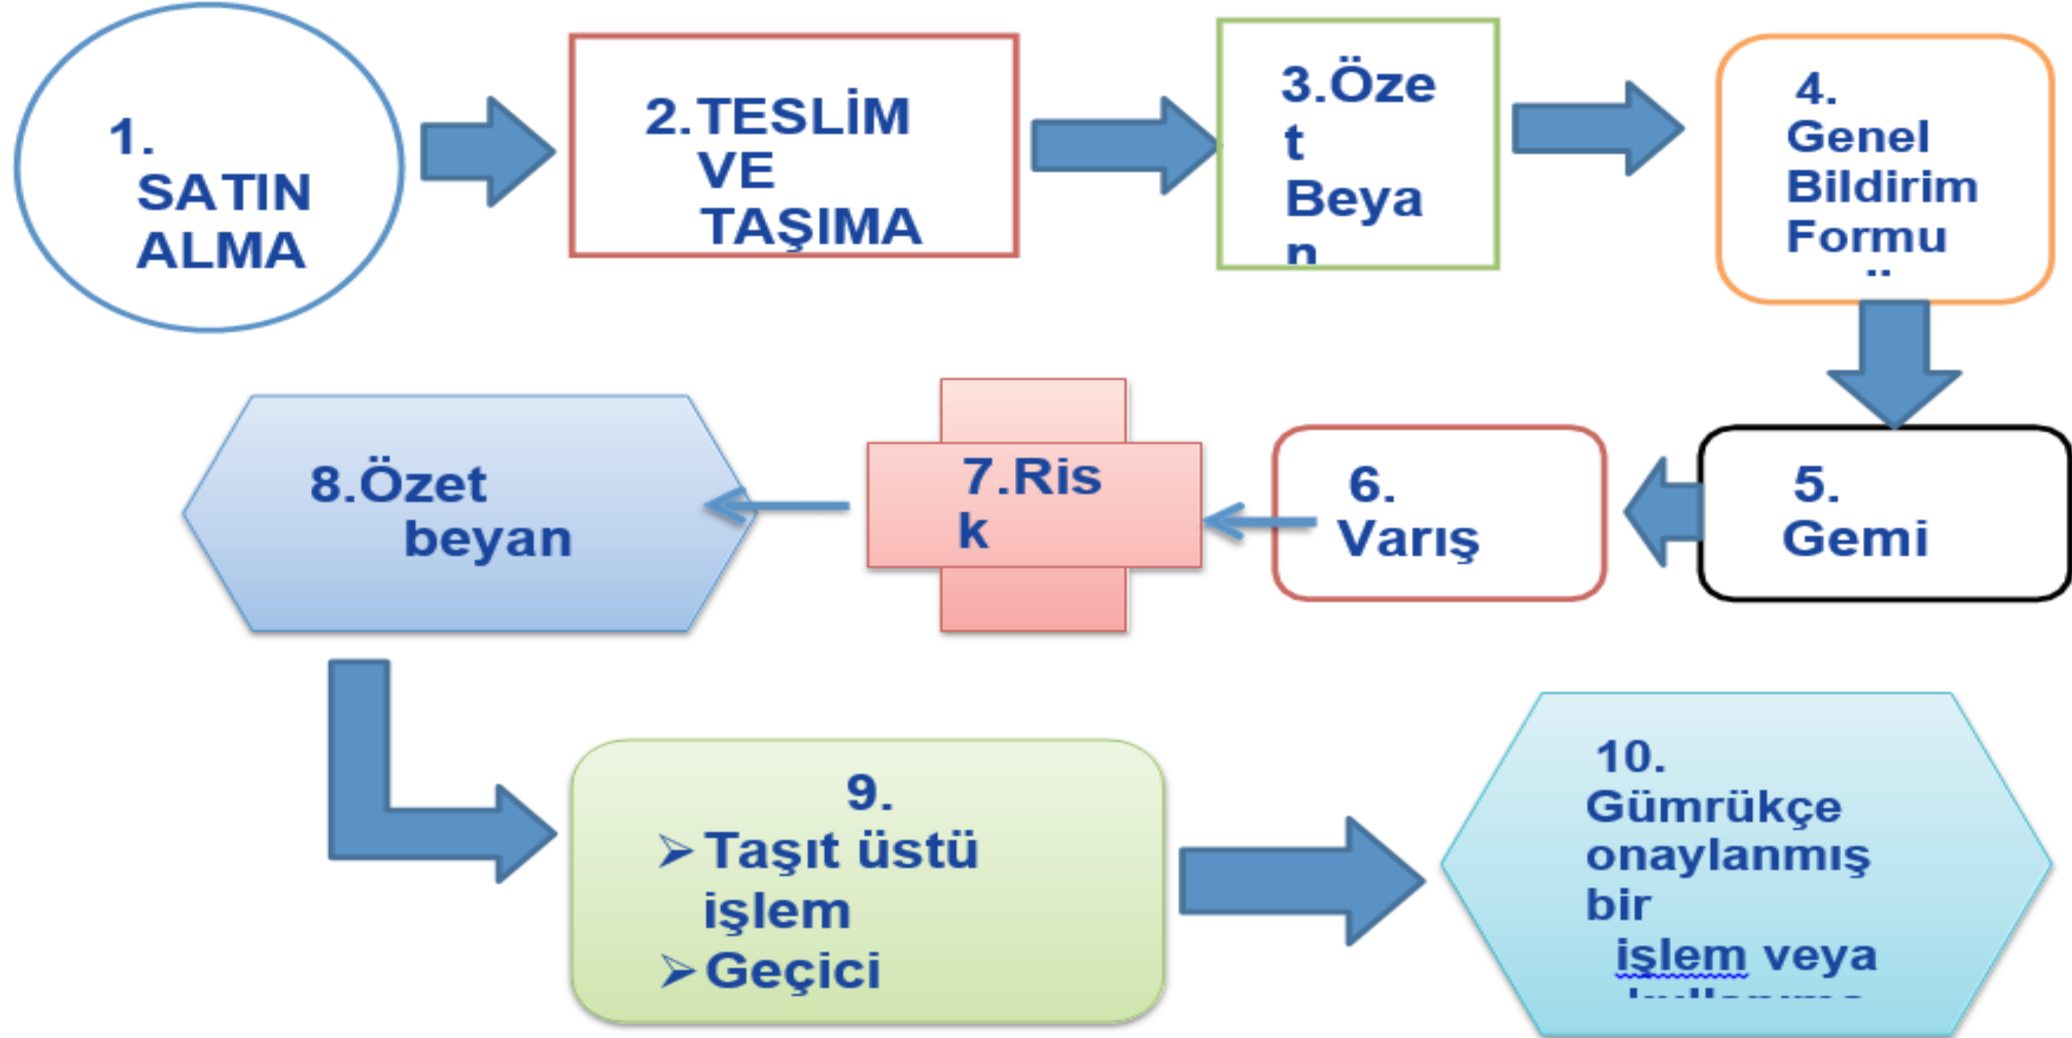 1.
SATIN
ALMA
2.TESLİM
VE
TAŞIMA
3.Öze
t
Beya
n
4.
Genel
Bildirim
Formu
5.
Gemi
6.
Varış
7.Ris
k
8.Özet
beyan
9.
➢Taşıt üstü
işlem
➢Geçici
10.
Gümrükçe
onaylanmış
bir
işlem veya